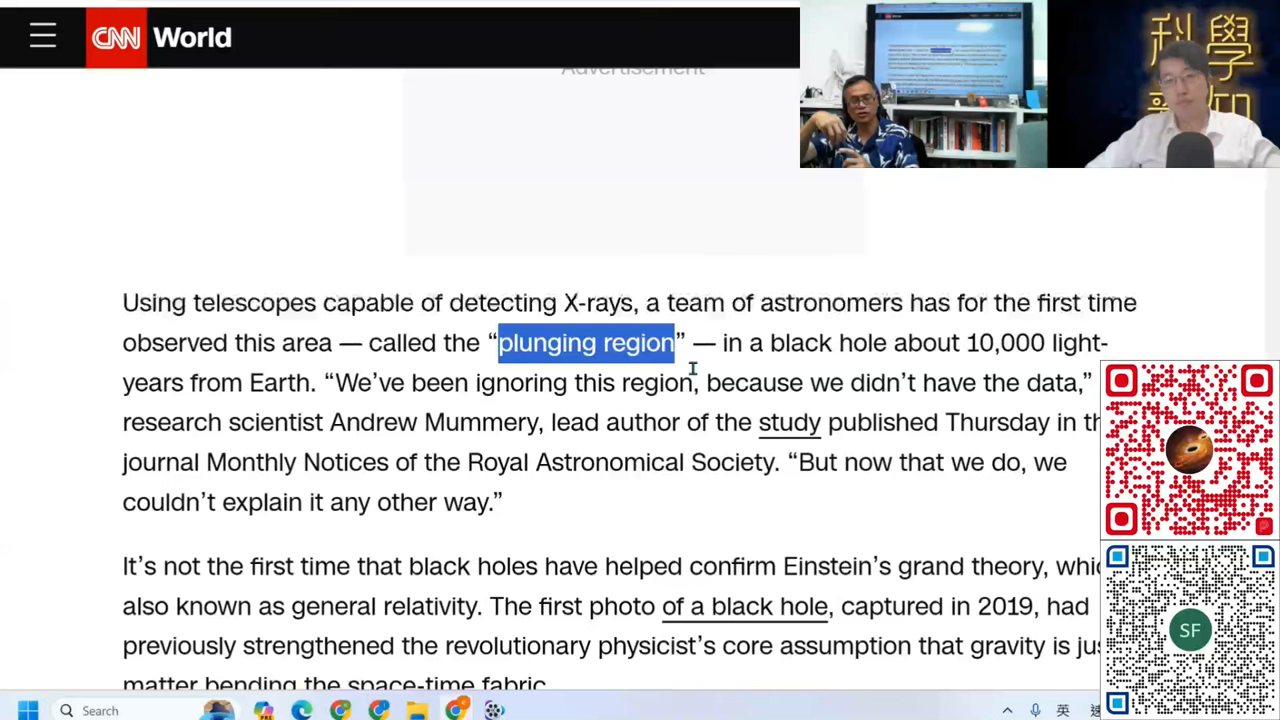 CNN World
Advertisement
科學
Using telescopes capable of detecting X-rays, a team of astronomers has for the first time
observed this area — called the “plunging region” — in a black hole about 10,000 light-
years from Earth. “We’ve been ignoring this region, because we didn’t have the data,”
research scientist Andrew Mummery, lead author of the study published Thursday in th
journal Monthly Notices of the Royal Astronomical Society. “But now that we do, we
couldn’t explain it any other way.”
It’s not the first time that black holes have helped confirm Einstein’s grand theory, whic
also known as general relativity. The first photo of a black hole, captured in 2019, had
previously strengthened the revolutionary physicist’s core assumption that gravity is jus
matter bending the space-time fabric.
SF
Search
英